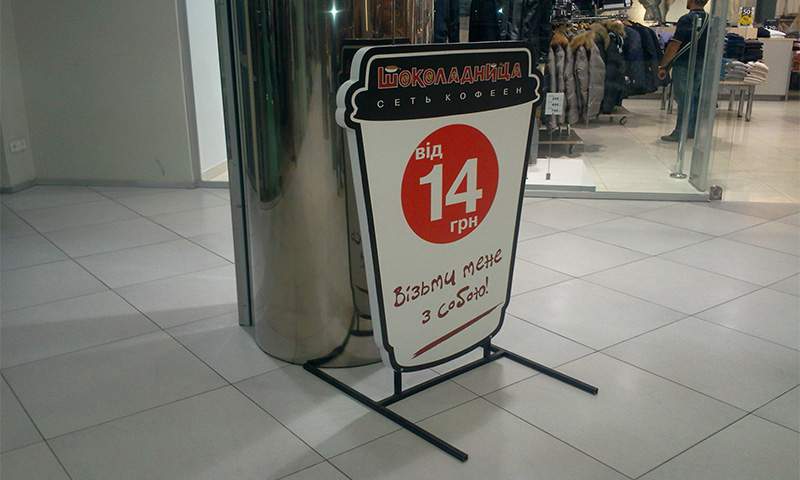 ШОКОЛАДНИЦА
СЕТЬ КОФЕЕН
від
14
грн
Візьми мене
з собою!